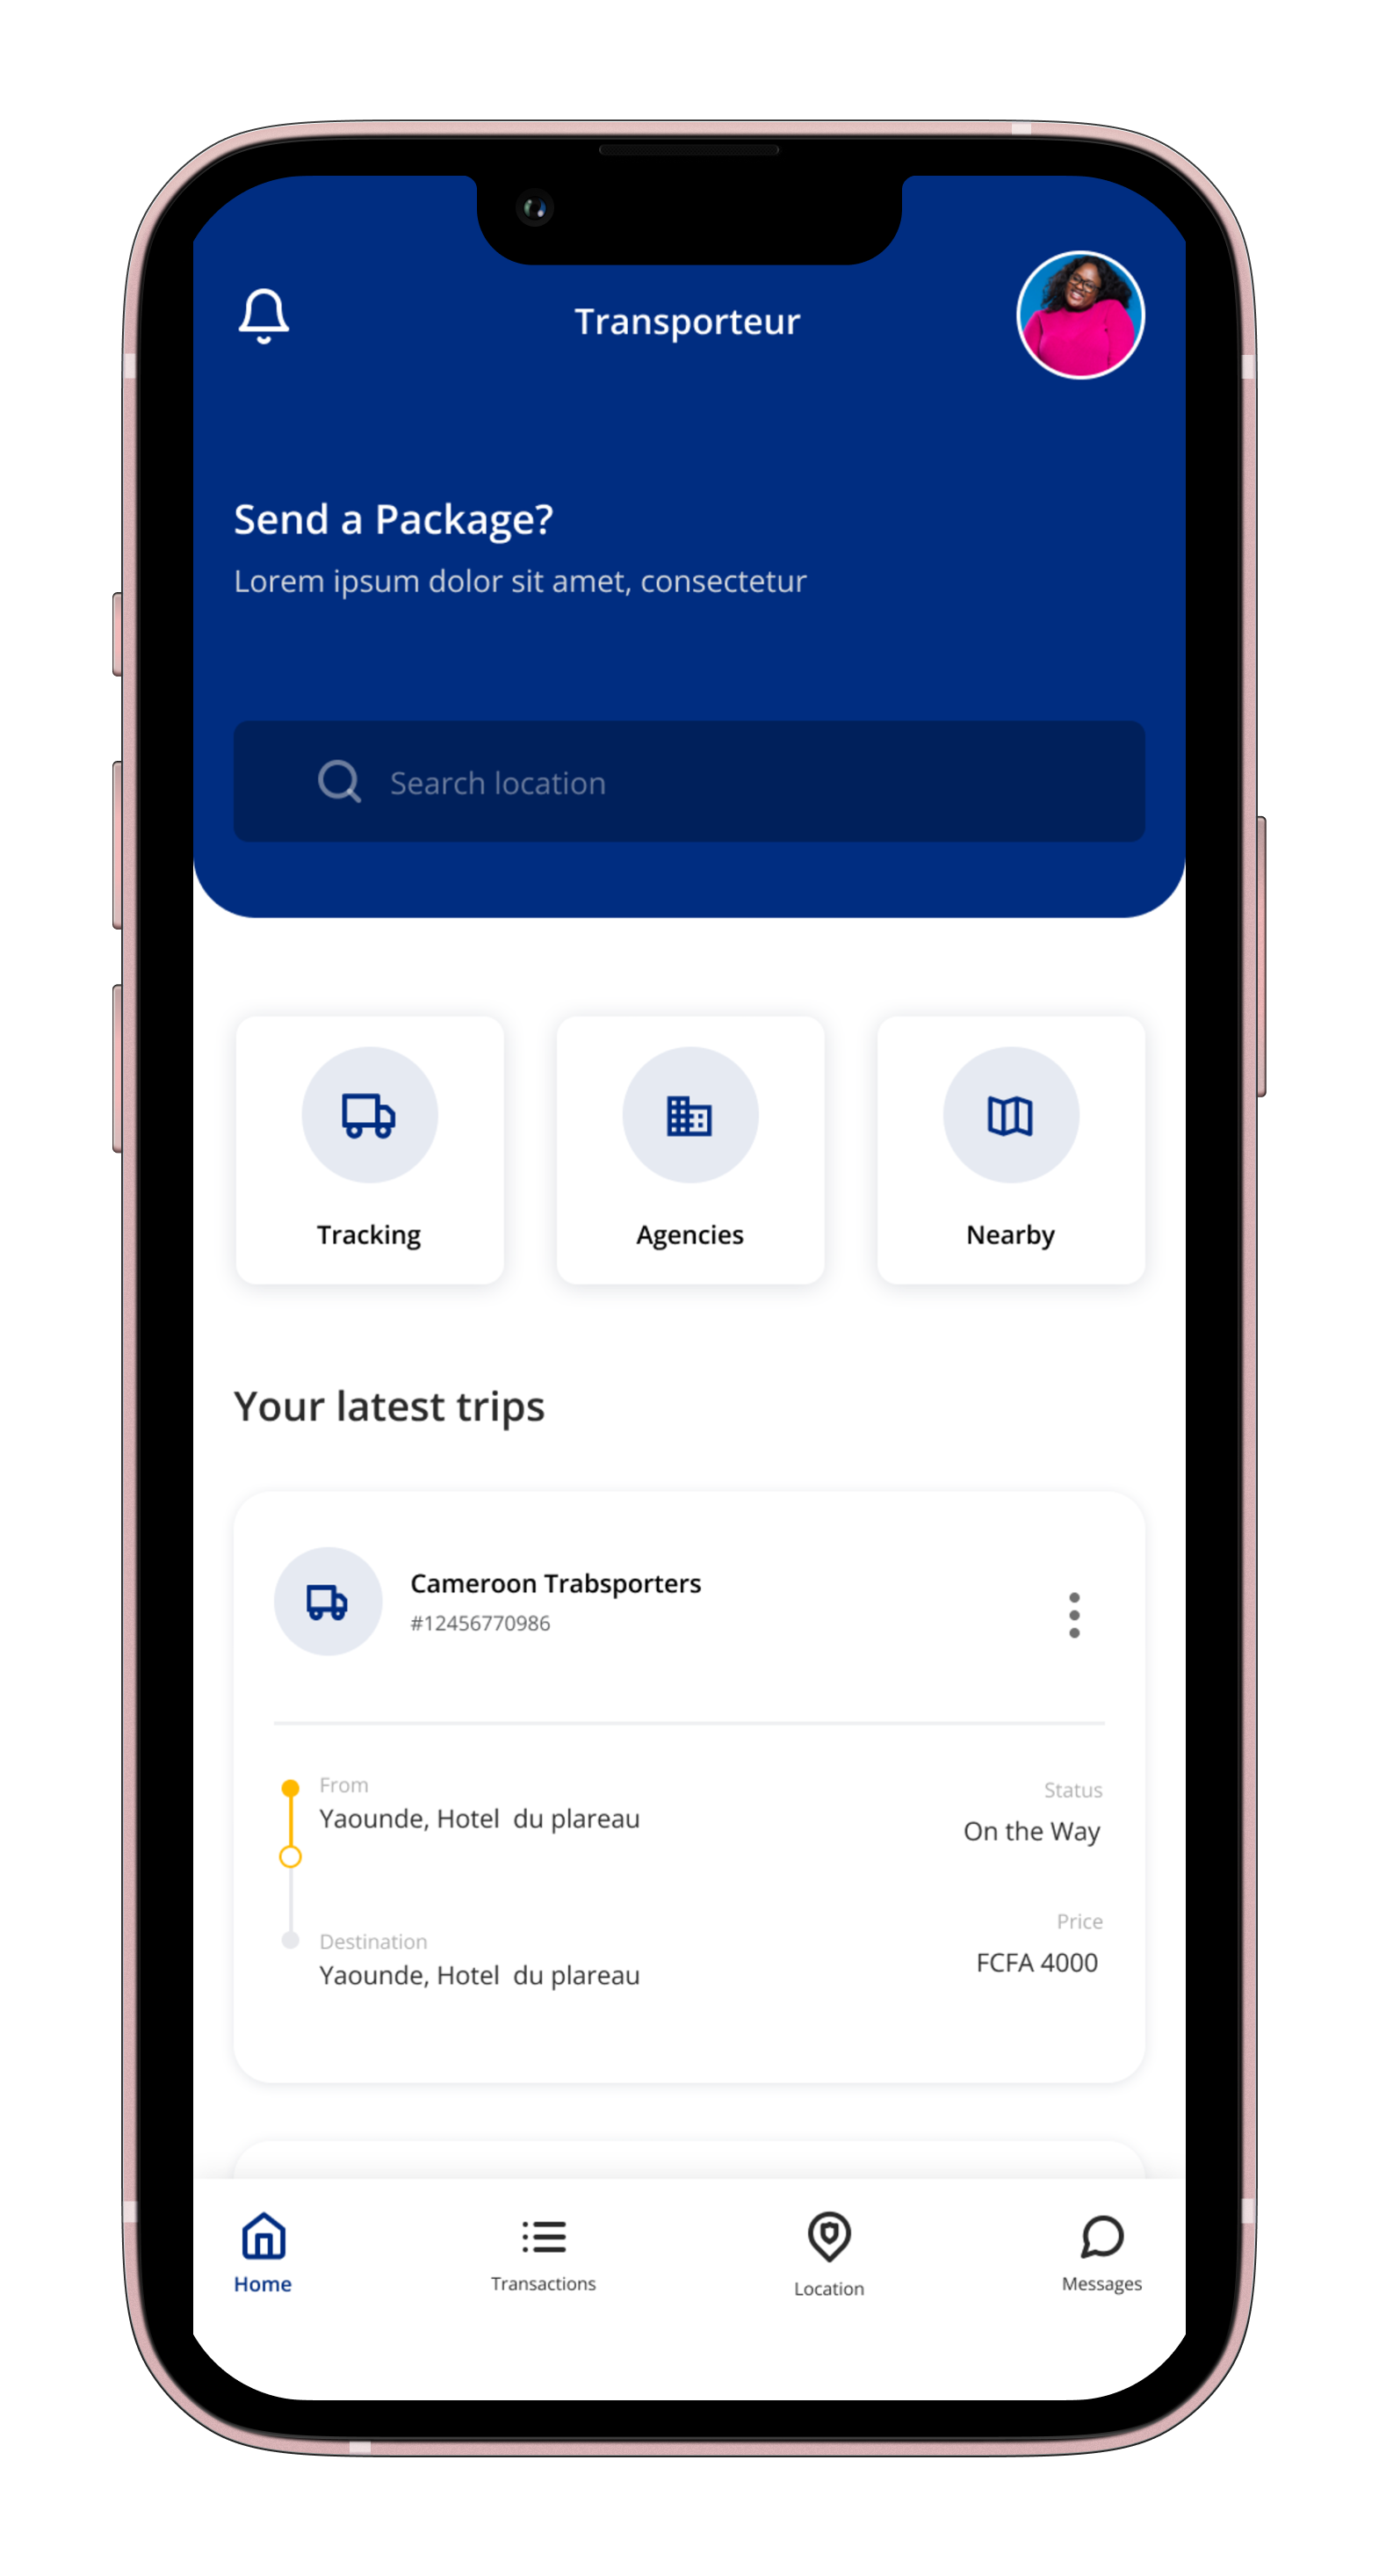 Transporteur
Send a Package?
Lorem ipsum dolor sit amet, consectetur
Search location
Tracking
Agencies
Nearby
Your latest trips
Cameroon Trabsporters
#12456770986
From
Yaounde, Hotel  du plareau
Status
On the Way
Destination
Yaounde, Hotel  du plareau
Price
FCFA 4000
Home
Transactions
Location
Messages